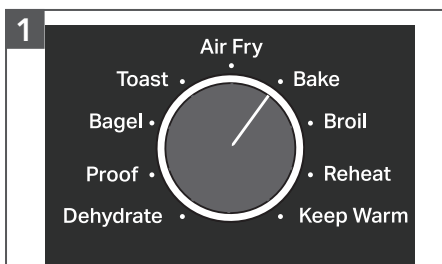 1
Air Fry
Toast Bake
Bagel Broil
Proof Reheat
Dehydrate Keep Warm